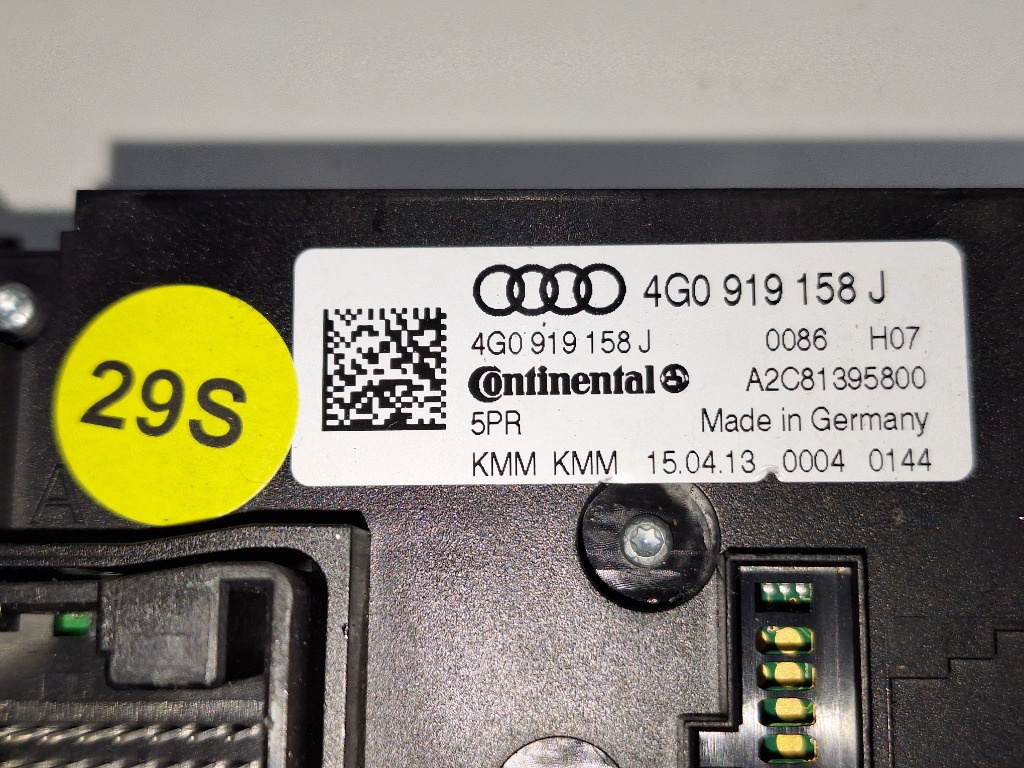 4G0 919 158 J
4G0 919 158 J 0086 H07
Continental A2C81395800
5PR Made in Germany
KMM KMM 15.04.13 0004 0144
29S
A